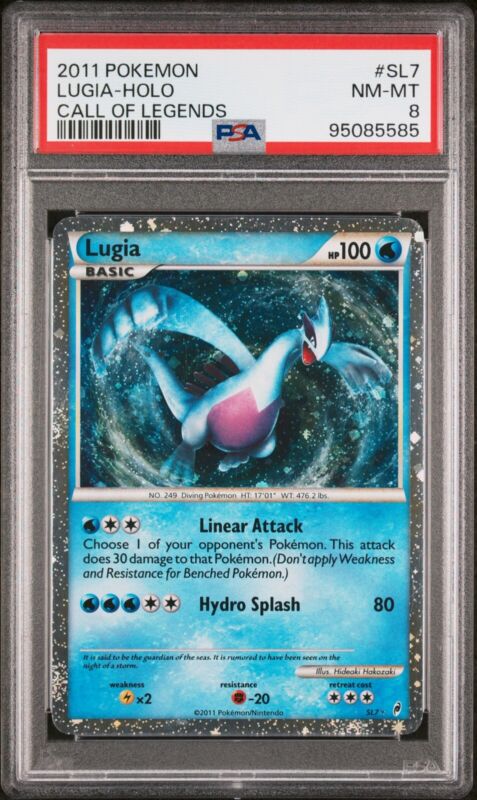 2011 POKEMON #SL7
LUGIA-HOLO NM-MT
CALL OF LEGENDS 8
PSA 95085585
Lugia HP100
BASIC
NO. 249 Diving Pokémon HT: 17'01" WT: 476.2 lbs.
Linear Attack
Choose 1 of your opponent's Pokémon. This attack
does 30 damage to that Pokémon. (Don't apply Weakness
and Resistance for Benched Pokémon.)
Hydro Splash 80
It is said to be the guardian of the seas. It is rumored to have been seen on the
night of a storm.
Illus. Hideaki Hakozaki
weakness resistance retreat cost
x2 -20
©2011 Pokémon/Nintendo SL7
PSA